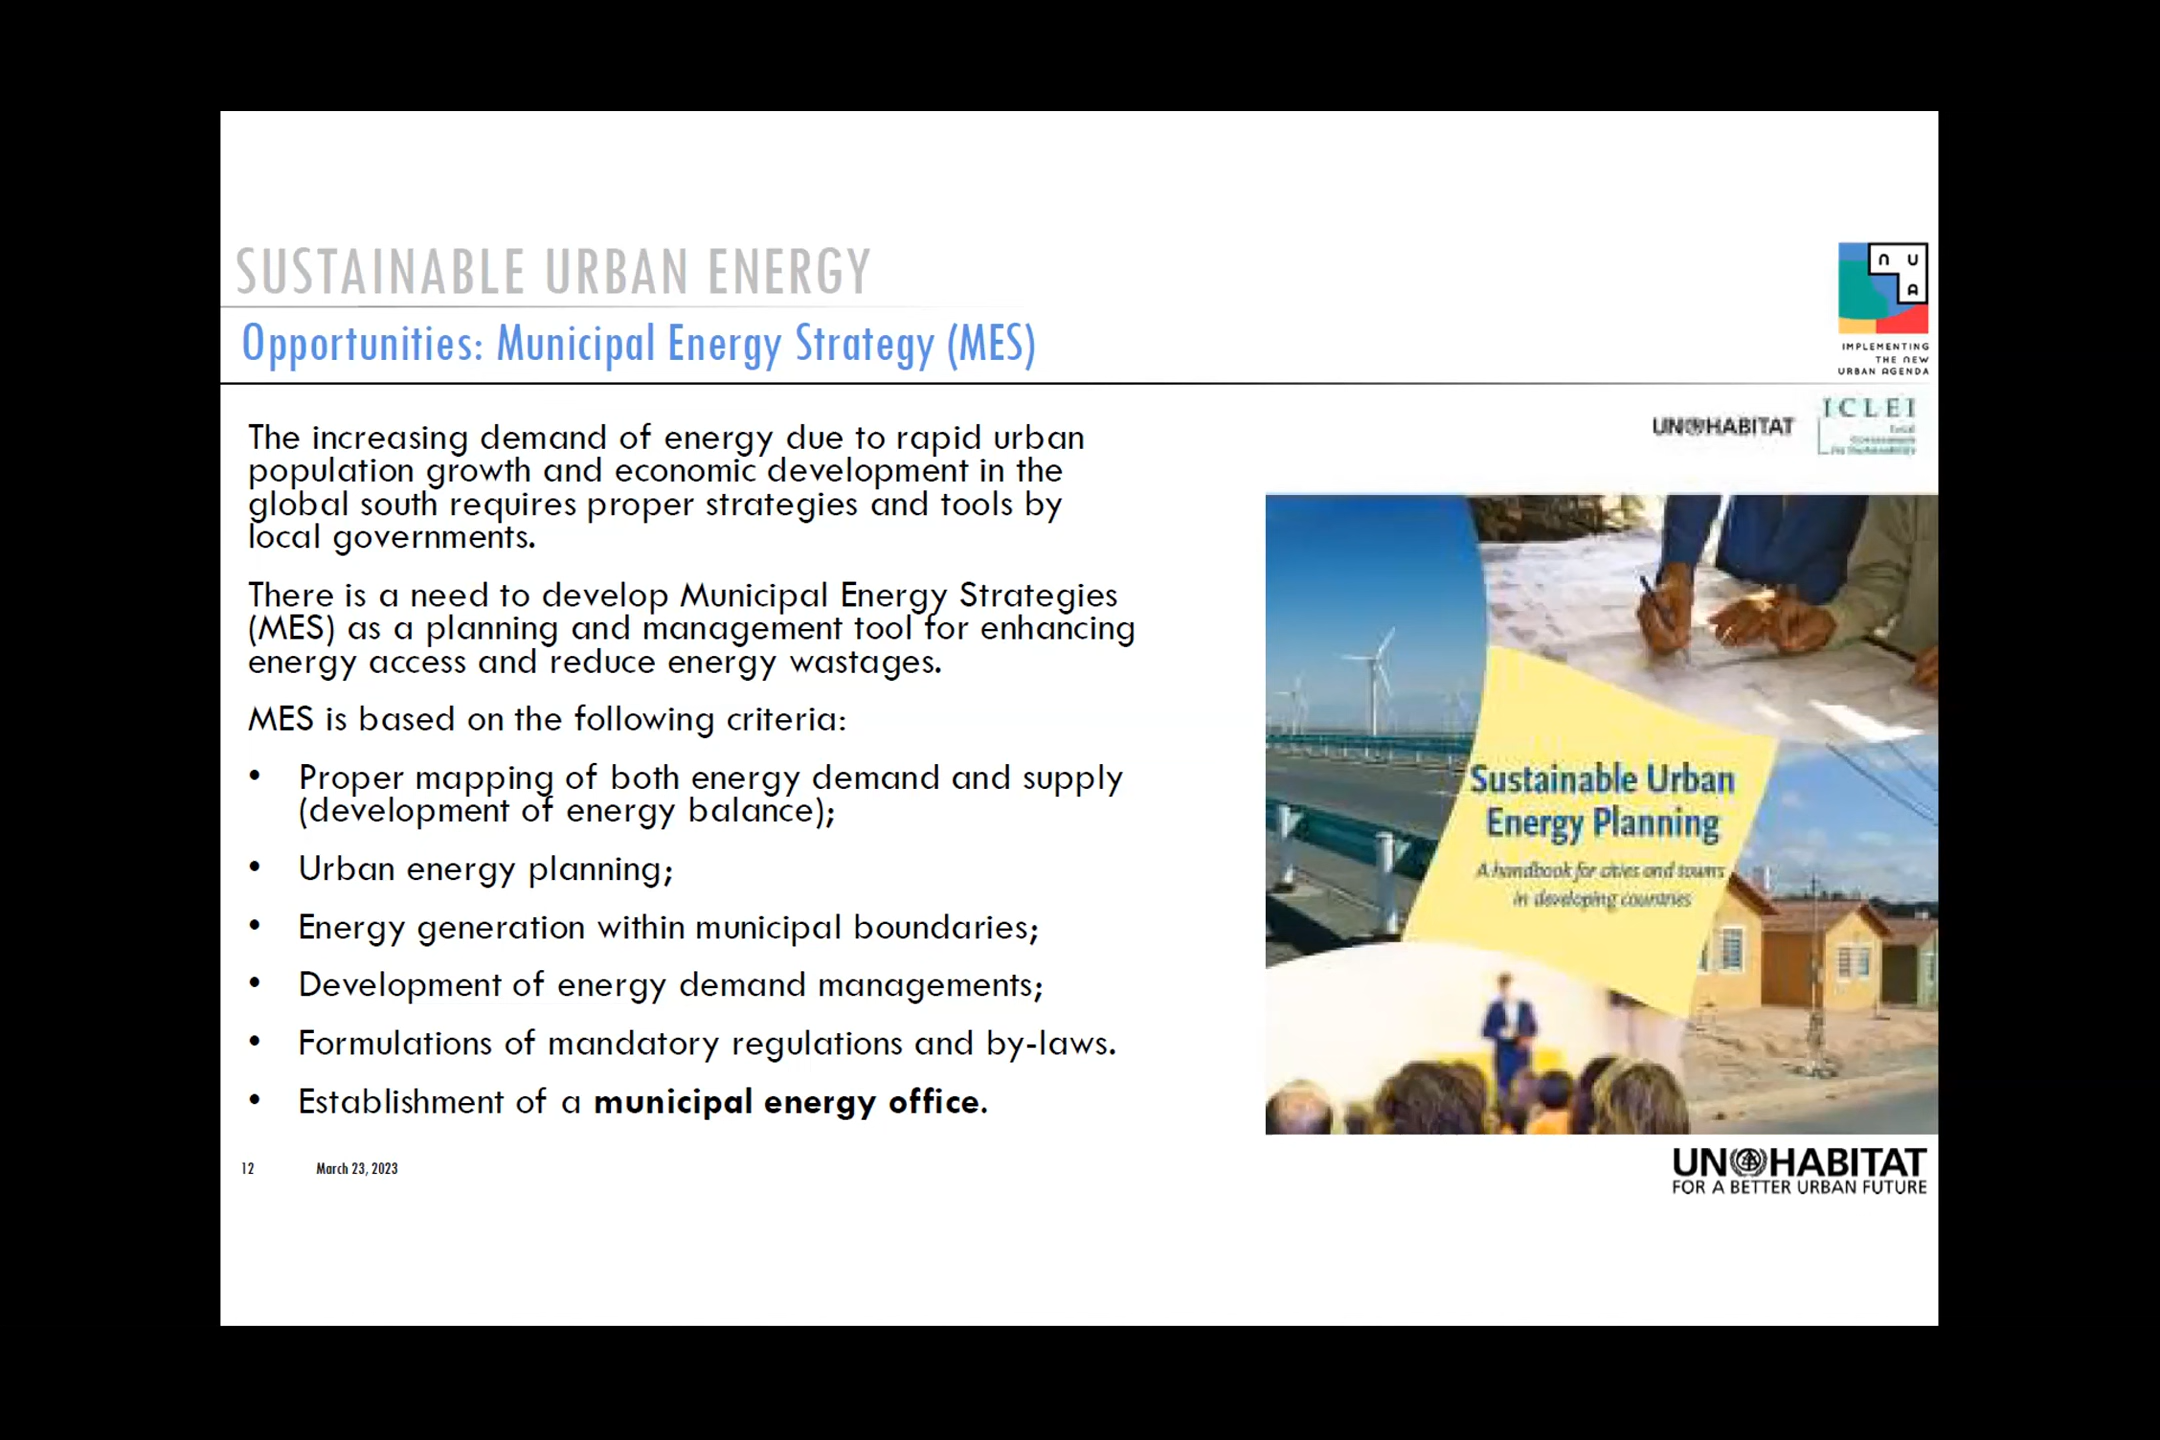 SUSTAINABLE URBAN ENERGY
Opportunities: Municipal Energy Strategy (MES)
The increasing demand of energy due to rapid urban
population growth and economic development in the
global south requires proper strategies and tools by
local governments.
There is a need to develop Municipal Energy Strategies
(MES) as a planning and management tool for enhancing
energy access and reduce energy wastages.
MES is based on the following criteria:
• Proper mapping of both energy demand and supply
(development of energy balance);
• Urban energy planning;
• Energy generation within municipal boundaries;
• Development of energy demand managements;
• Formulations of mandatory regulations and by-laws.
• Establishment of a municipal energy office.
12 March 23, 2023
N U
A
IMPLEMENTING
THE NEW
URBAN AGENDA
UN HABITAT
ICLEI
Local
Governments
for Sustainability
Sustainable Urban
Energy Planning
A handbook for cities and towns
in developing countries
UN HABITAT
FOR A BETTER URBAN FUTURE